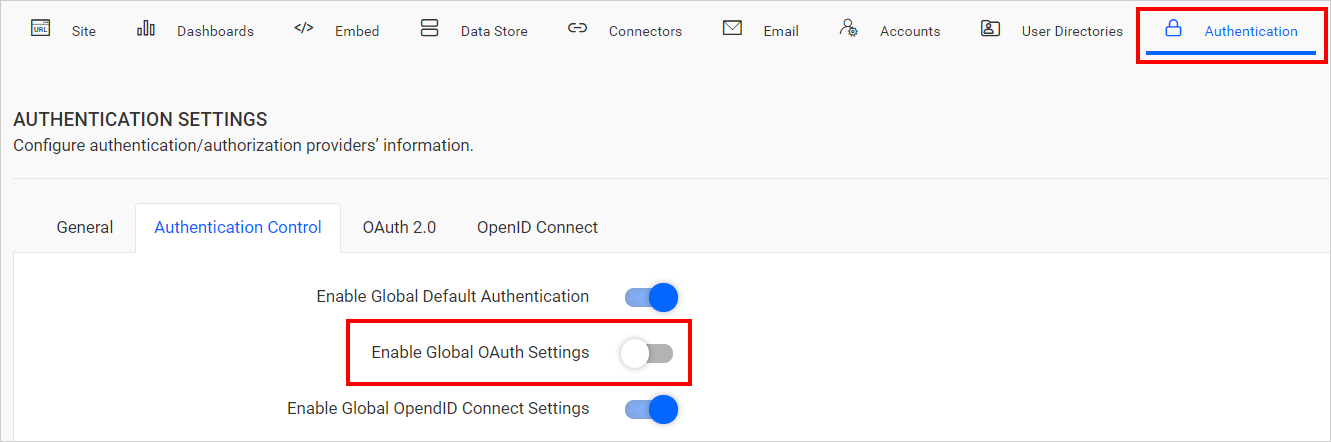 URL Site Dashboards Embed Data Store Connectors Email Accounts User Directories Authentication
AUTHENTICATION SETTINGS
Configure authentication/authorization providers’ information.
General Authentication Control OAuth 2.0 OpenID Connect
Enable Global Default Authentication
Enable Global OAuth Settings
Enable Global OpendID Connect Settings